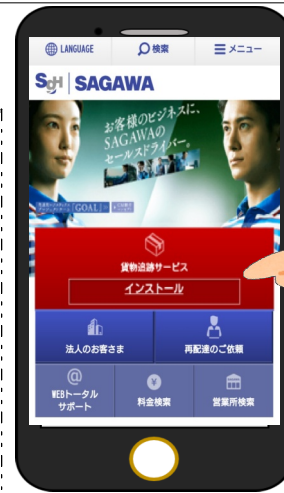 LANGUAGE
検索
メニュー
SGH SAGAWA
お客様のビジネスに、
SAGAWAの
セールスドライバー。
GOAL
貨物追跡サービス
インストール
法人のお客さま
再配達のご依頼
WEBトータル
サポート
料金検索
営業所検索